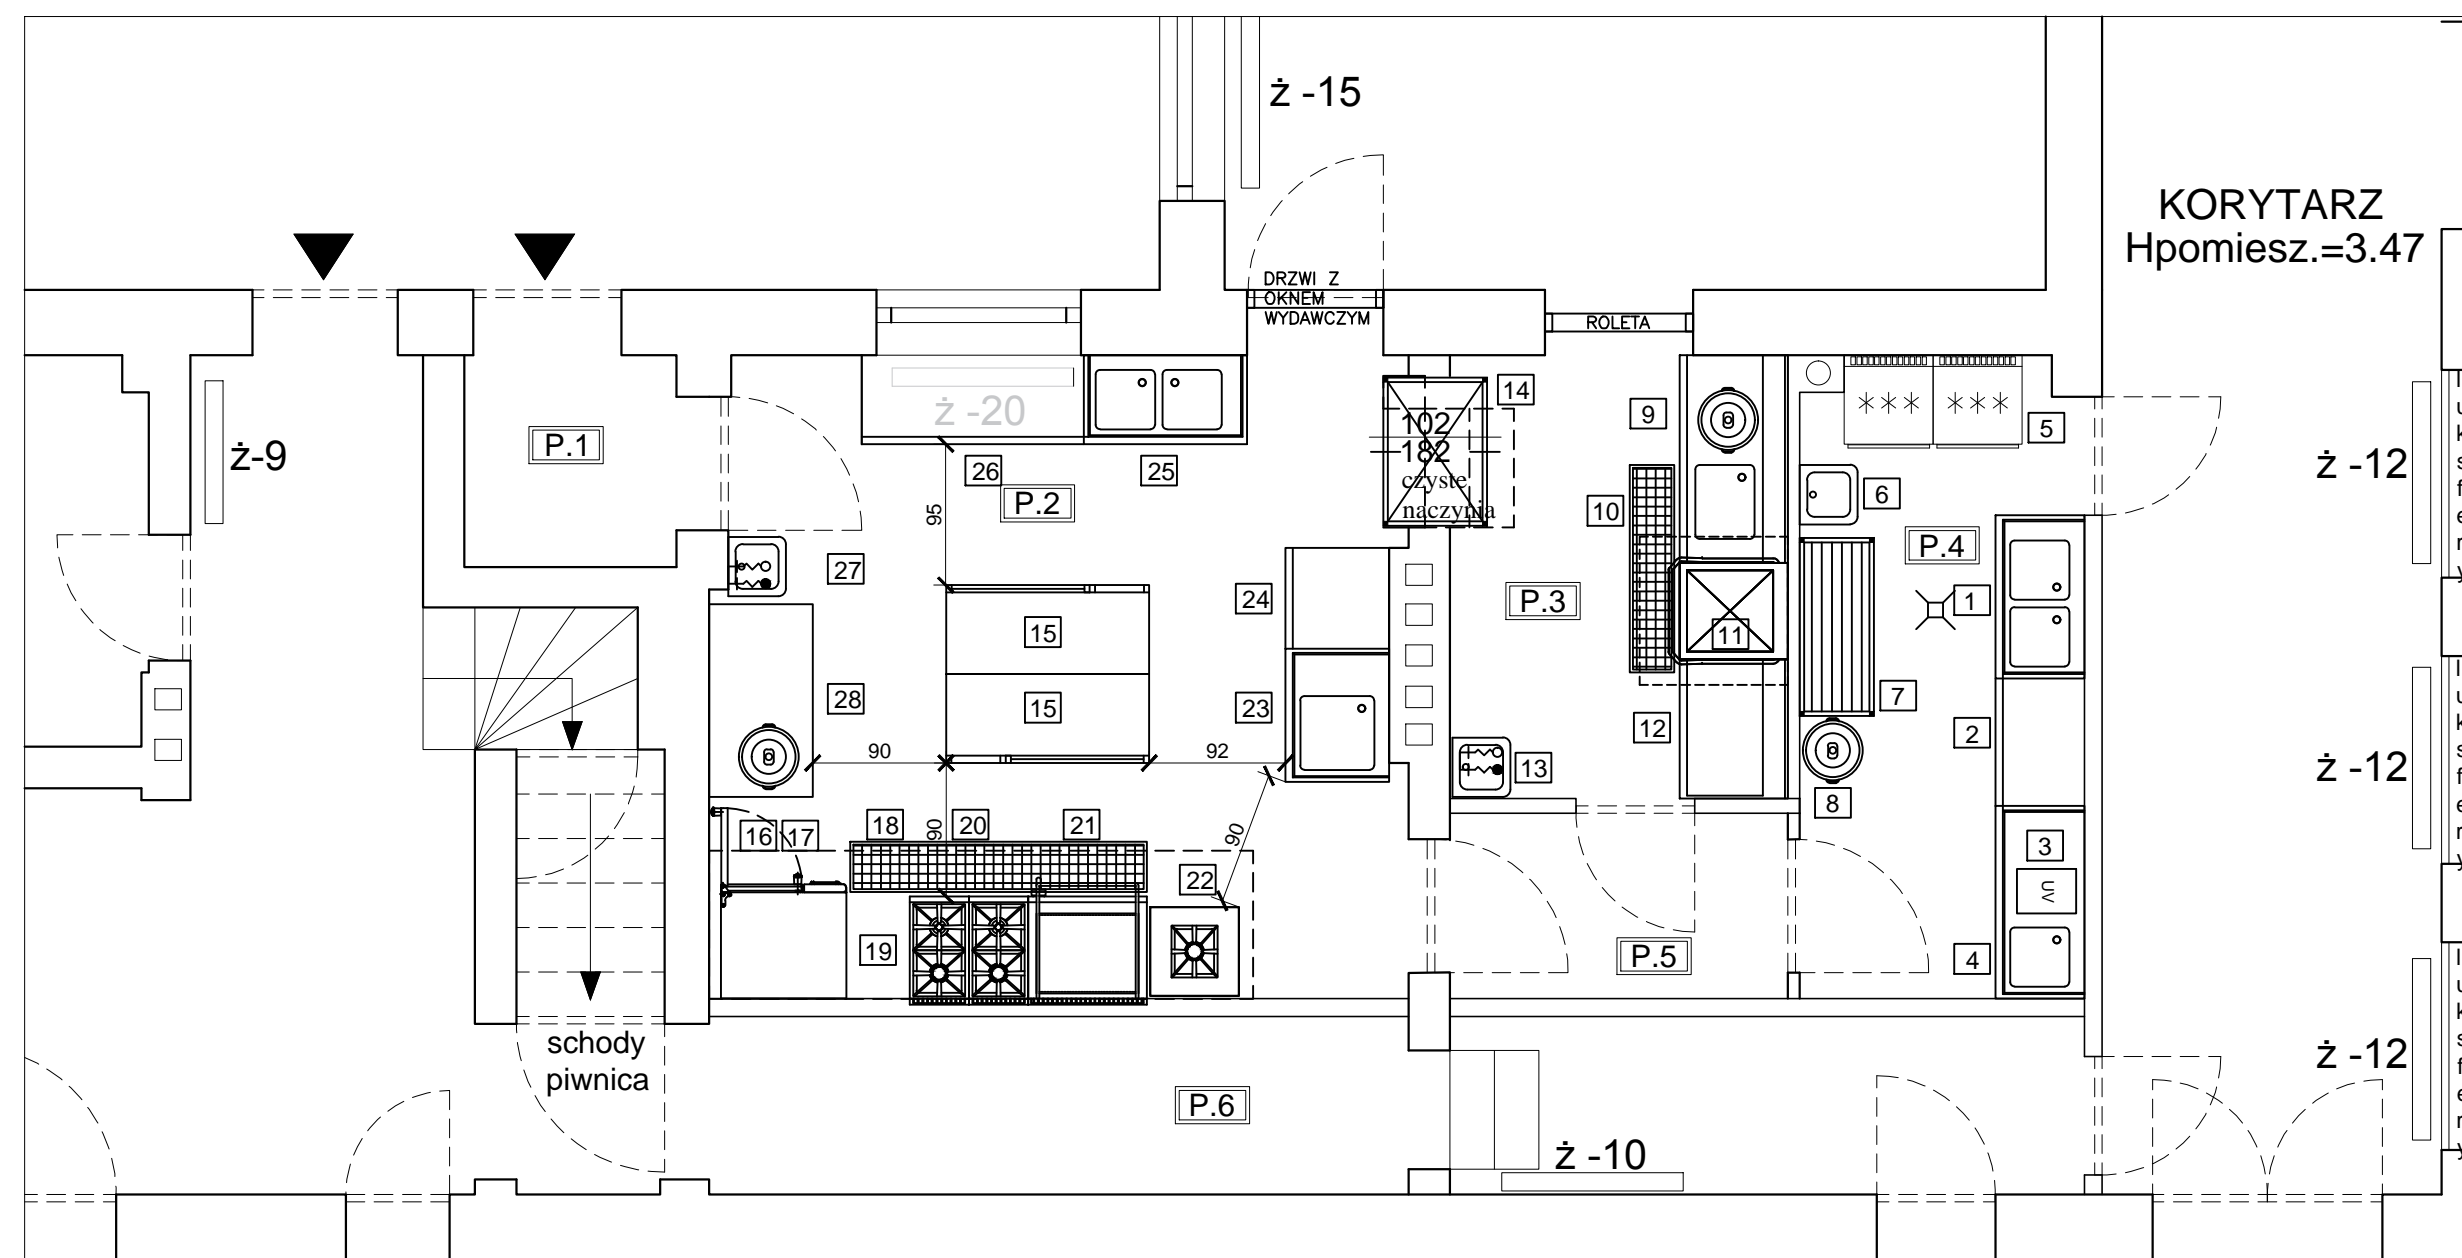 ż -15
KORYTARZ
Hpomiesz.=3.47
DRZWI Z
OKNEM
WYDAWCZYM
ROLETA
ż -20
ż-9
P.1
26
P.2
25
95
14
102
182
czyste
naczynia
9
10
5
6
P.4
ż -12
27
15
24
P.3
11
1
28
15
23
12
7
2
90
92
13
8
ż -12
16
17
18
20
21
90
90
22
3
UV
19
P.5
4
schody
piwnica
P.6
ż -10
ż -12
l
u
k
s
f
e
r
y
l
u
k
s
f
e
r
y
l
u
k
s
f
e
r
y